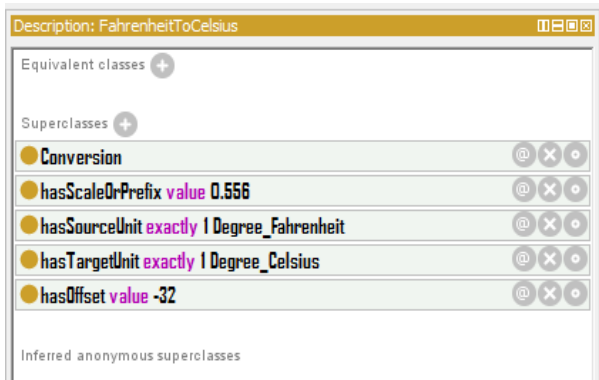 Description: FahrenheitToCelsius
Equivalent classes
Superclasses
Conversion
hasScaleOrPrefix value 0.556
hasSourceUnit exactly 1 Degree_Fahrenheit
hasTargetUnit exactly 1 Degree_Celsius
hasOffset value -32
Inferred anonymous superclasses